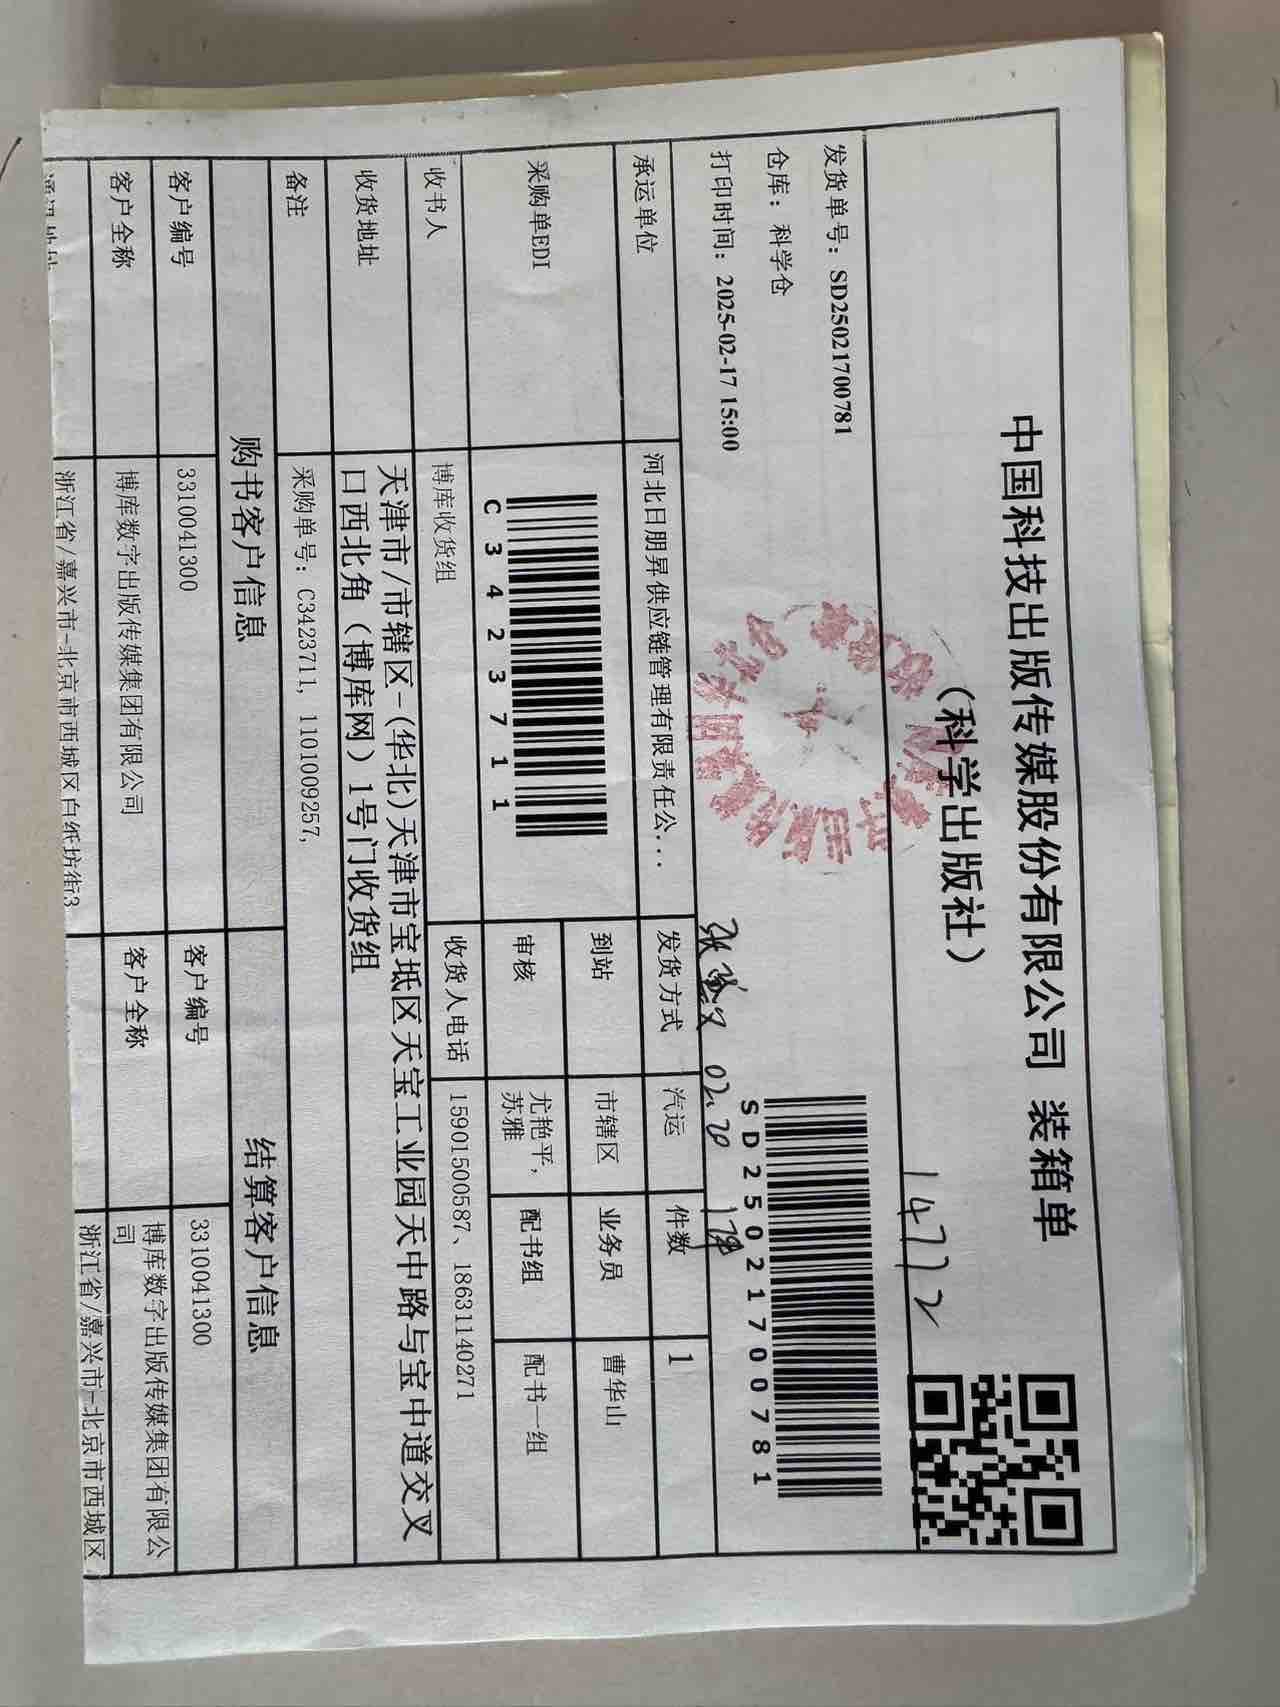 中国科技出版传媒股份有限公司 装箱单
(科学出版社)
14772
发货单号: SD25021700781
仓库: 科学仓
打印时间: 2025-02-17 15:00
SD25021700781
02.20
承运单位 河北日朋昇供应链管理有限责任公... 发货方式 汽运 件数 1
采购单EDI C3423711 到站 市辖区 业务员 曹华山
审核 尤艳平,苏雅 配书组 配书一组
收书人 博库收货组 收货人电话 15901500587、18631140271
收货地址 天津市/市辖区-(华北)天津市宝坻区天宝工业园天中路与宝中道交叉
口西北角(博库网)1号门收货组
备注 采购单号: C3423711, 1101009257,
购书客户信息 结算客户信息
客户编号 3310041300 客户编号 3310041300
客户全称 博库数字出版传媒集团有限公司 客户全称 博库数字出版传媒集团有限公
司
浙江省/嘉兴市-北京市西城区白纸坊街3 浙江省/嘉兴市-北京市西城区